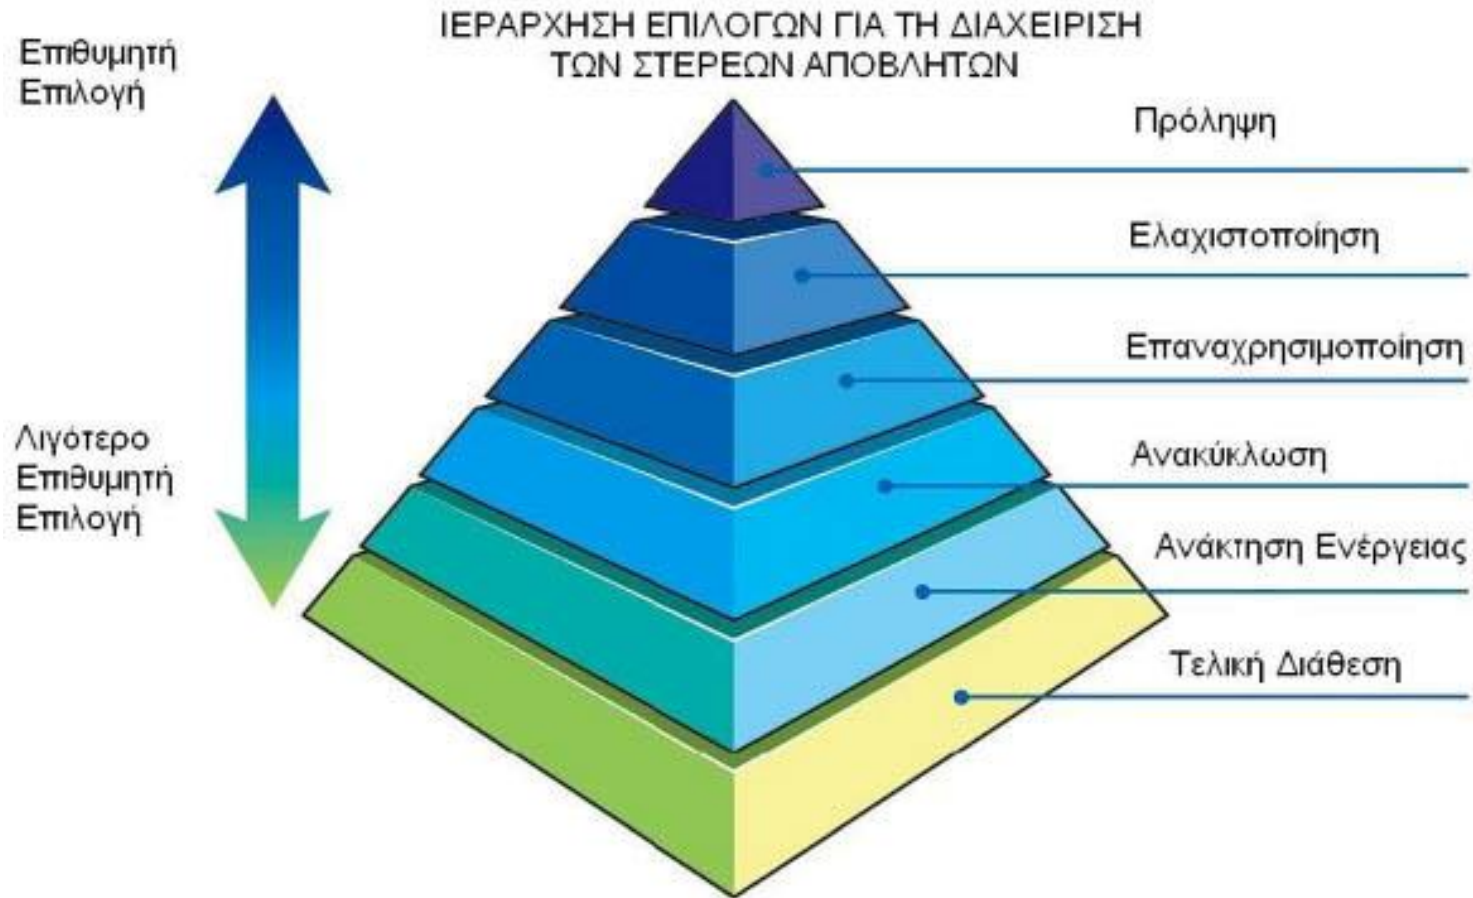 ΙΕΡΑΡΧΗΣΗ ΕΠΙΛΟΓΩΝ ΓΙΑ ΤΗ ΔΙΑΧΕΙΡΙΣΗ
ΤΩΝ ΣΤΕΡΕΩΝ ΑΠΟΒΛΗΤΩΝ
Επιθυμητή
Επιλογή
Λιγότερο
Επιθυμητή
Επιλογή
Πρόληψη
Ελαχιστοποίηση
Επαναχρησιμοποίηση
Ανακύκλωση
Ανάκτηση Ενέργειας
Τελική Διάθεση